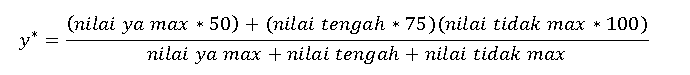 y* = (nilai ya max * 50) + (nilai tengah * 75)(nilai tidak max * 100)
nilai ya max + nilai tengah + nilai tidak max